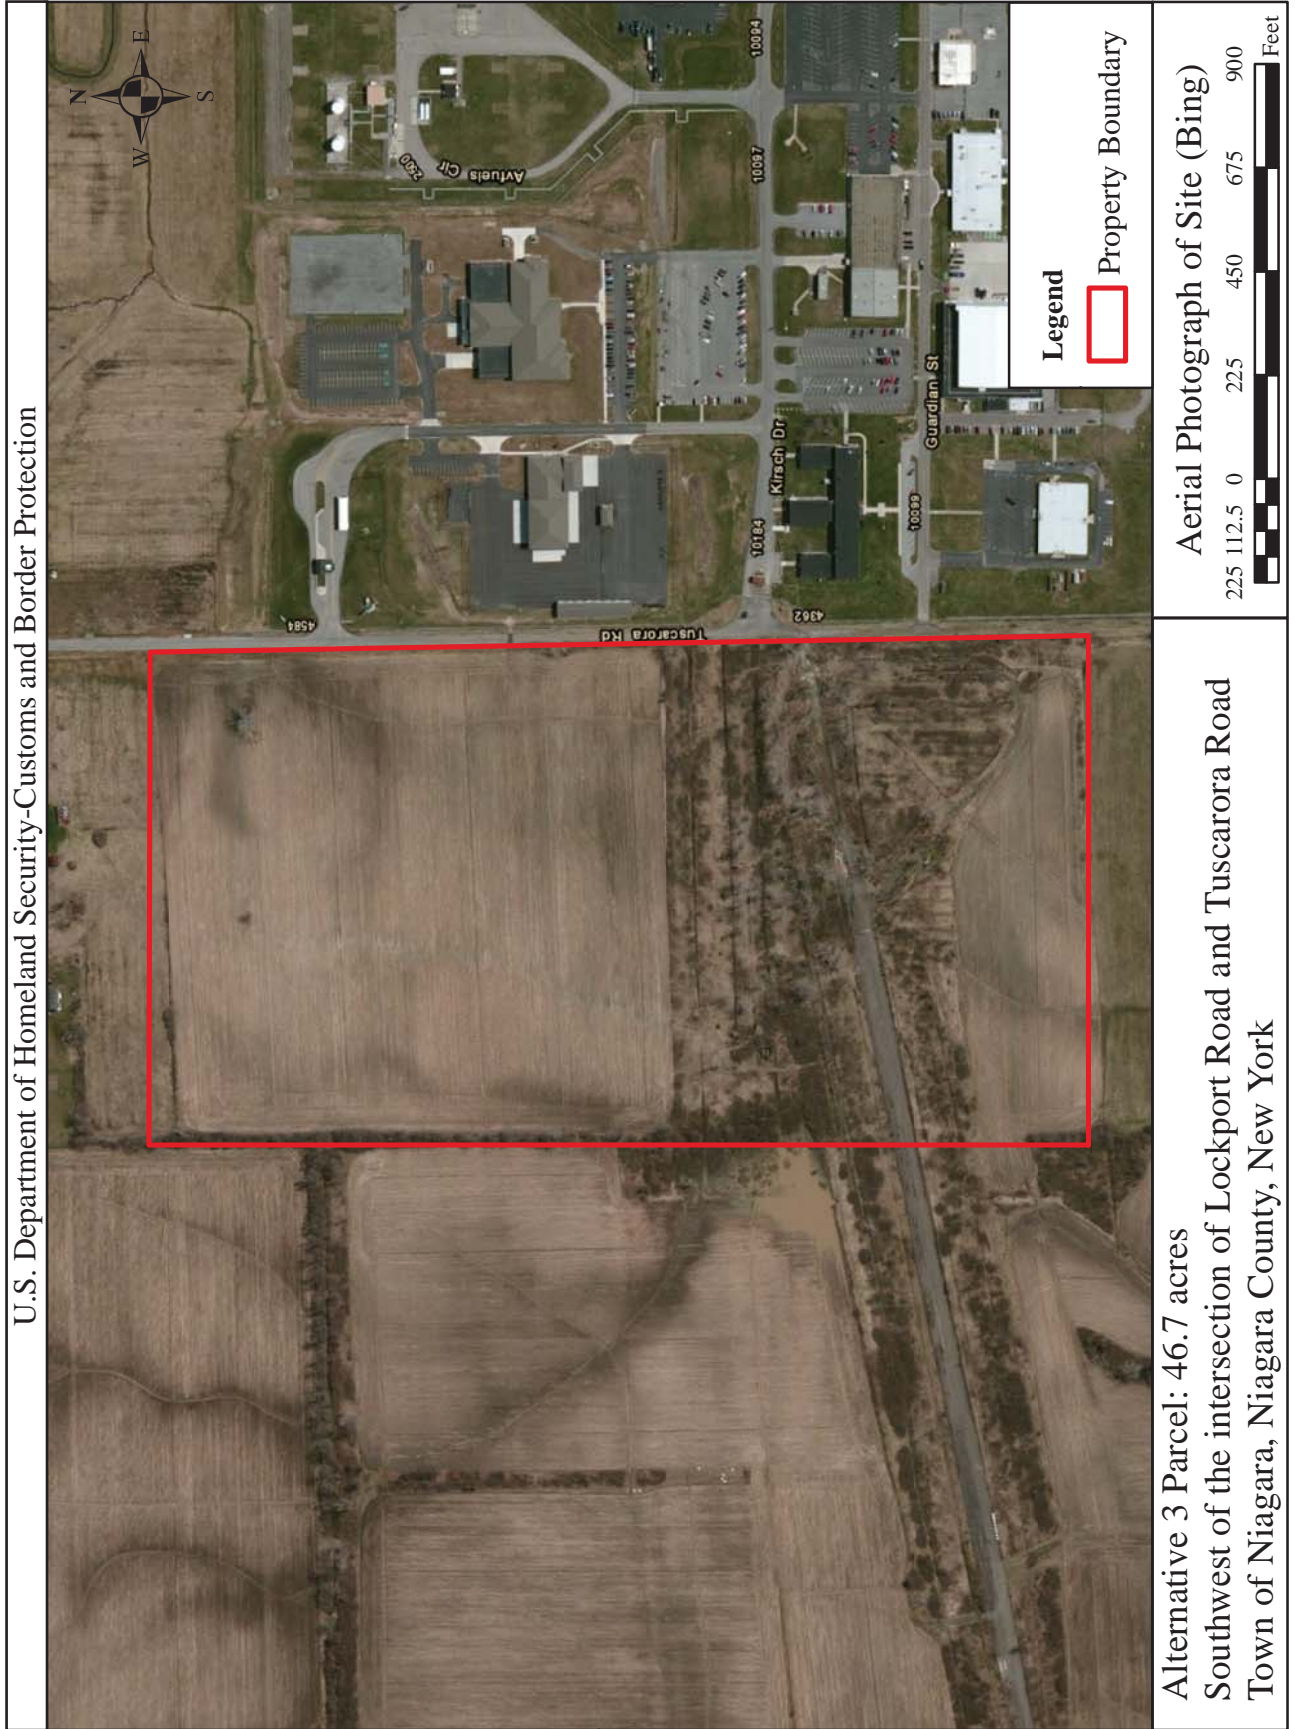 U.S. Department of Homeland Security-Customs and Border Protection
N
E
S
W
4584
Tuscarora Rd
4362
10184
Kirsch Dr
10097
10094
Avfuels Cir
2500
10099
Guardian St
Legend
Property Boundary
Alternative 3 Parcel: 46.7 acres
Southwest of the intersection of Lockport Road and Tuscarora Road
Town of Niagara, Niagara County, New York
Aerial Photograph of Site (Bing)
225 112.5 0 225 450 675 900
Feet